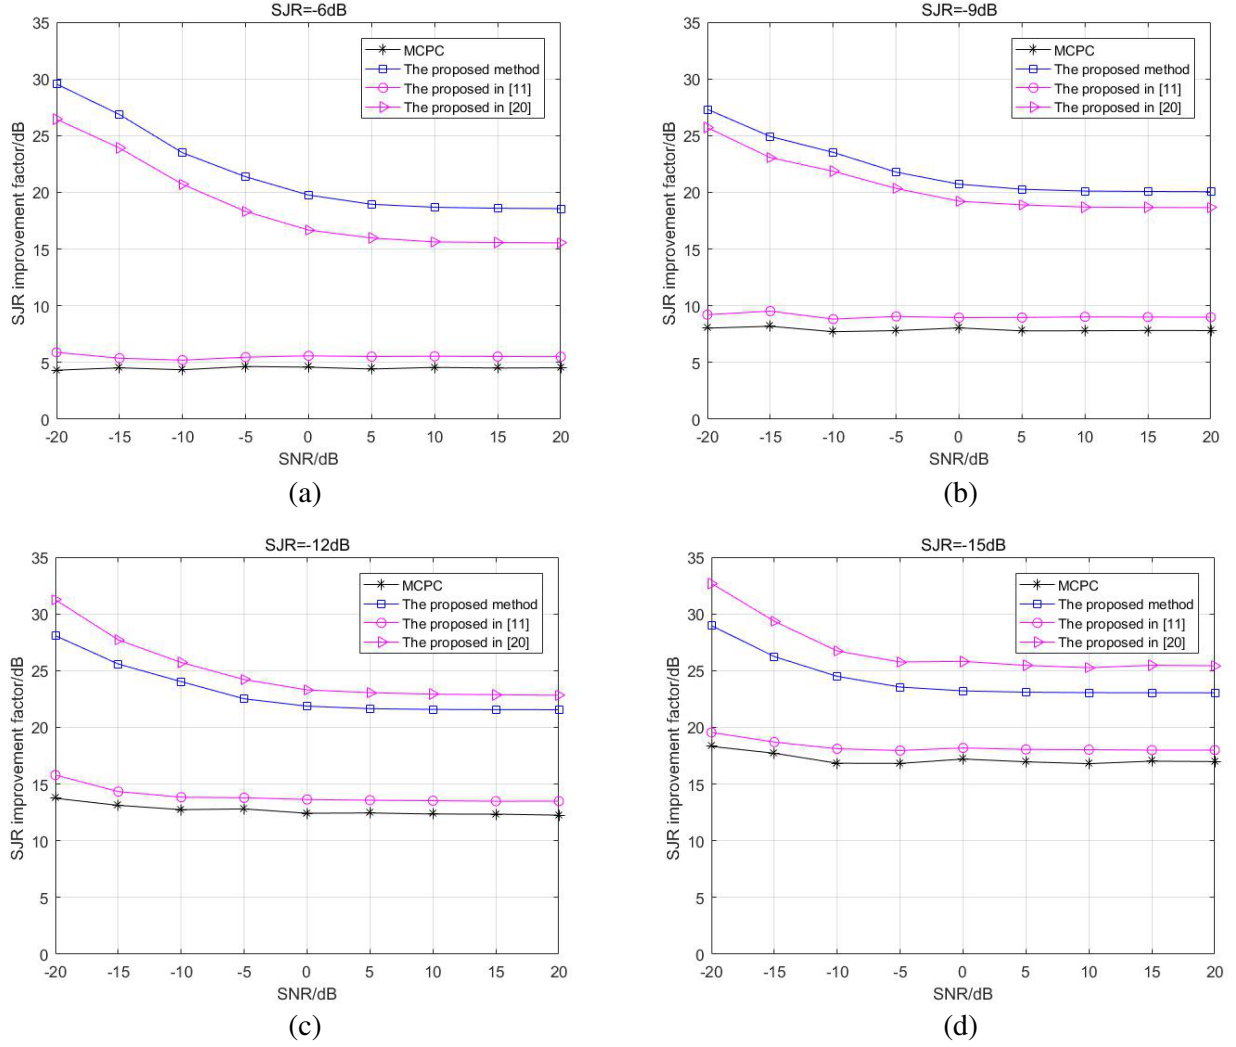 SJR=-6dB
35
30
25
20
15
10
5
0
SJR improvement factor/dB
MCPC
The proposed method
The proposed in [11]
The proposed in [20]
-20 -15 -10 -5 0 5 10 15 20
SNR/dB
(a)
SJR=-9dB
35
30
25
20
15
10
5
0
SJR improvement factor/dB
MCPC
The proposed method
The proposed in [11]
The proposed in [20]
-20 -15 -10 -5 0 5 10 15 20
SNR/dB
(b)
SJR=-12dB
35
30
25
20
15
10
5
0
SJR improvement factor/dB
MCPC
The proposed method
The proposed in [11]
The proposed in [20]
-20 -15 -10 -5 0 5 10 15 20
SNR/dB
(c)
SJR=-15dB
35
30
25
20
15
10
5
0
SJR improvement factor/dB
MCPC
The proposed method
The proposed in [11]
The proposed in [20]
-20 -15 -10 -5 0 5 10 15 20
SNR/dB
(d)